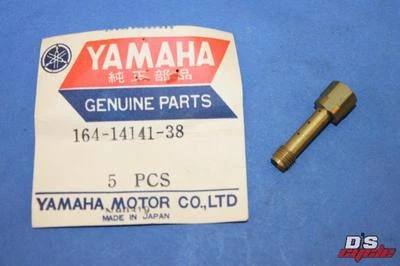 YAMAHA
純正部品
GENUINE PARTS
164-14141-38
5 PCS
YAMAHA MOTOR CO.,LTD
MADE IN JAPAN
D'S
cycle